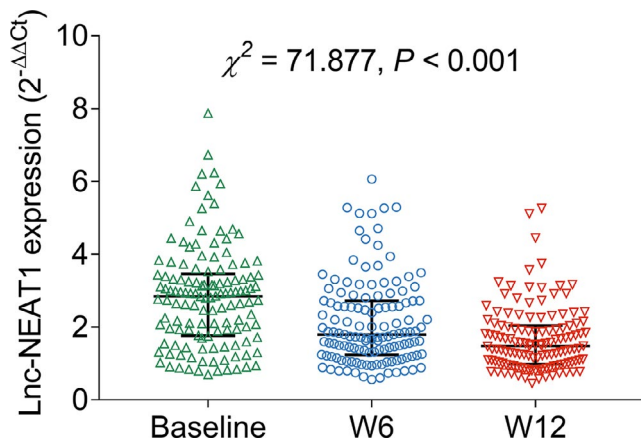 Lnc-NEAT1 expression (2^-ΔΔCt)
10
8
6
4
2
0
χ² = 71.877, P < 0.001
Baseline W6 W12